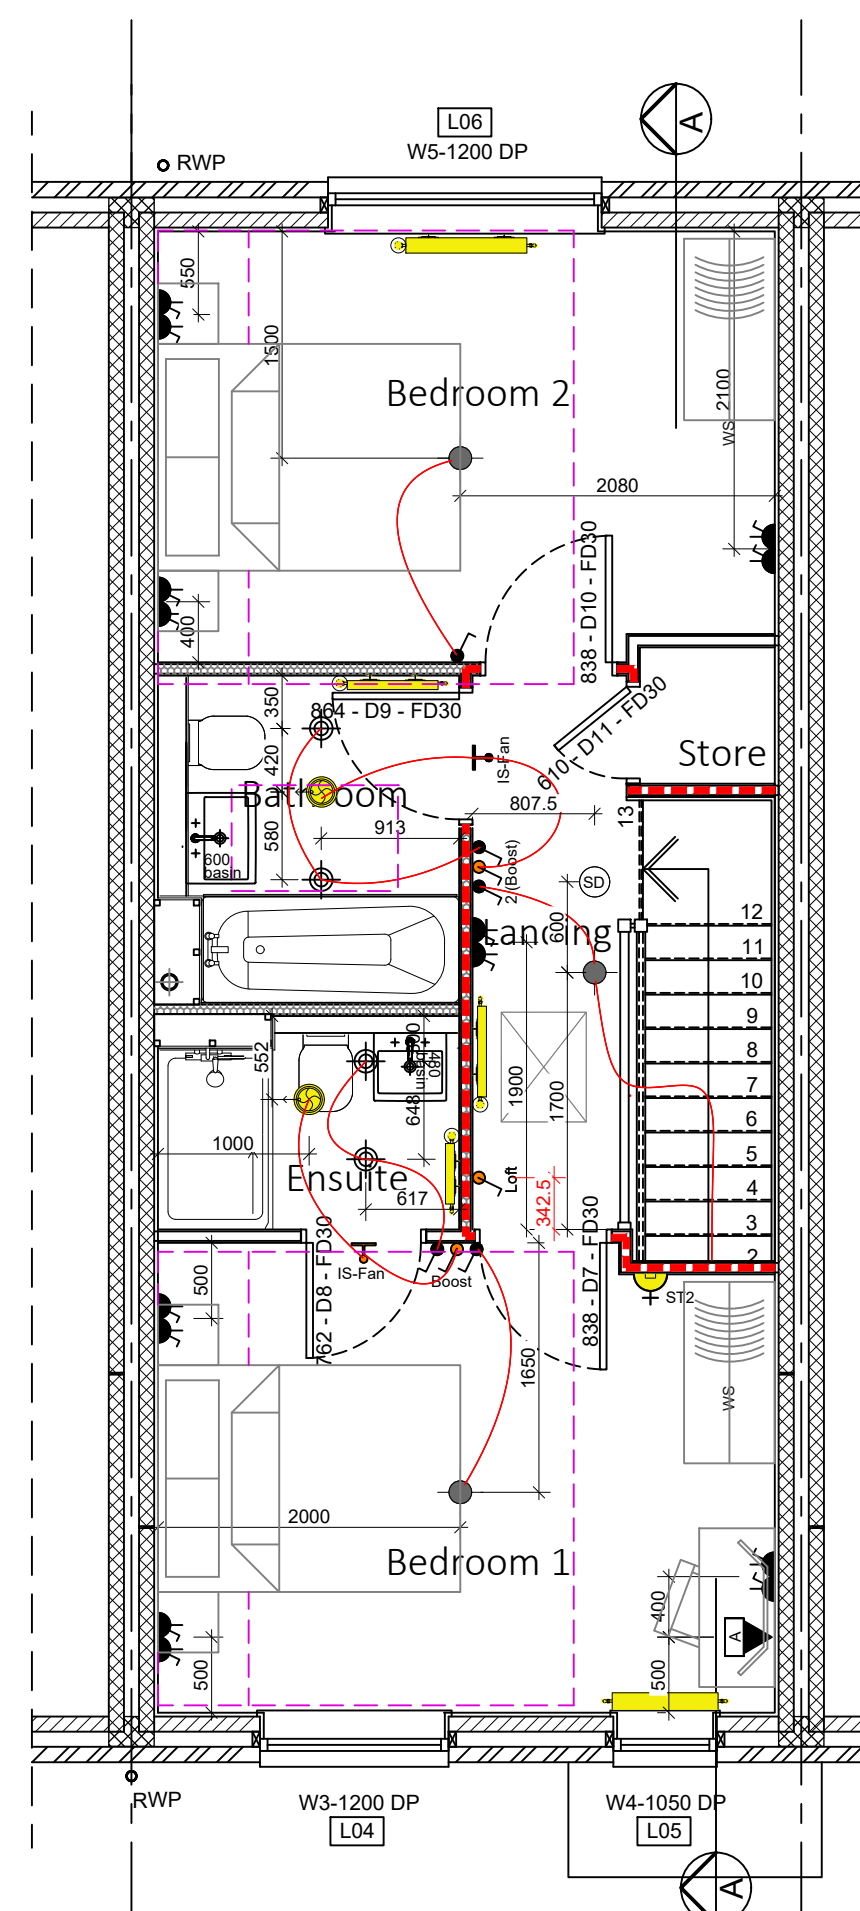 L06
W5-1200 DP
A
RWP
550
1500
Bedroom 2
2100
WS
2080
838 - D10 - FD30
400
350
864 - D9 - FD30
610 - D11 - FD30
IS-Fan
Store
420
Bathroom
807.5
13
580
913
600
basin
2 (Boost)
SD
Landing
600
12
11
10
9
8
7
6
5
4
3
2
552
480
basin
648
1900
1700
1000
Ensuite
617
Loft
342.5
762 - D8 - FD30
IS-Fan
Boost
838 - D7 - FD30
ST2
500
1650
WS
2000
Bedroom 1
400
A
500
500
RWP
W3-1200 DP
L04
W4-1050 DP
L05
A